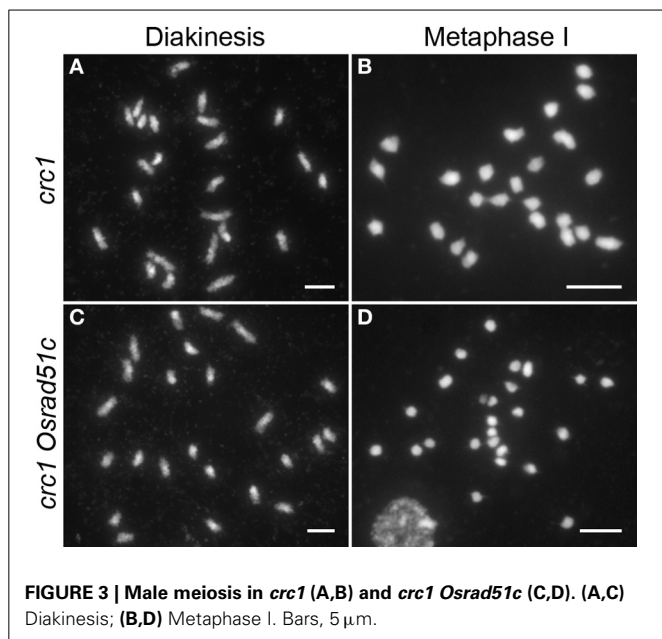 Diakinesis Metaphase I
A B
crc1
C D
crc1 Osrad51c
FIGURE 3 | Male meiosis in crc1 (A,B) and crc1 Osrad51c (C,D). (A,C)
Diakinesis; (B,D) Metaphase I. Bars, 5 μm.